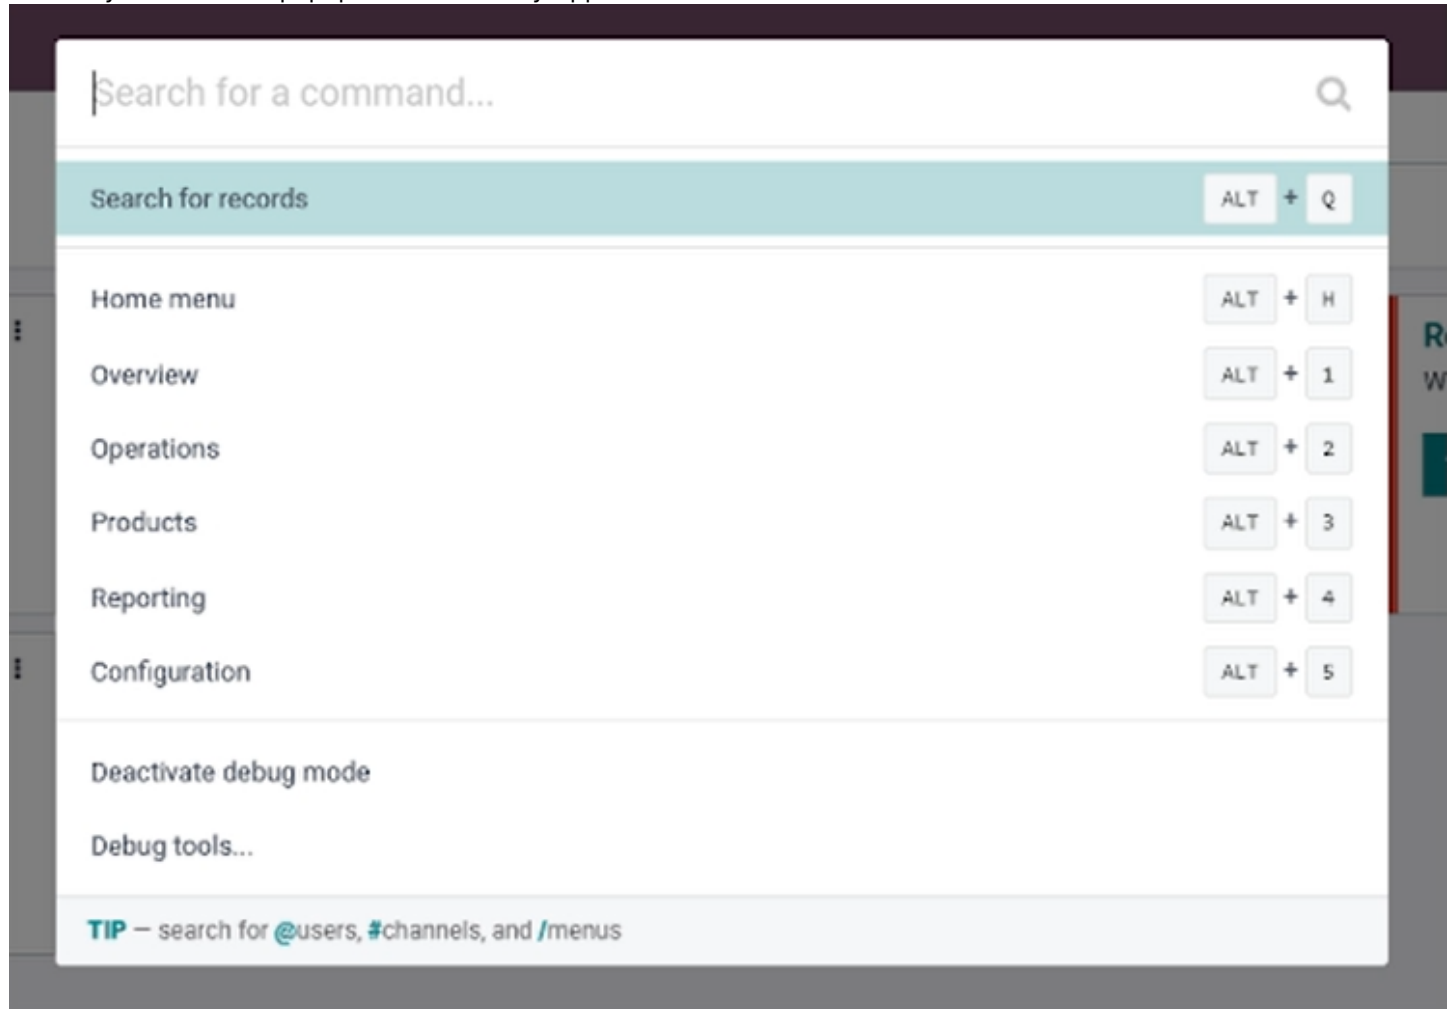 Search for a command...
Search for records ALT + Q
Home menu ALT + H
Overview ALT + 1
Operations ALT + 2
Products ALT + 3
Reporting ALT + 4
Configuration ALT + 5
Deactivate debug mode
Debug tools...
TIP — search for @users, #channels, and /menus